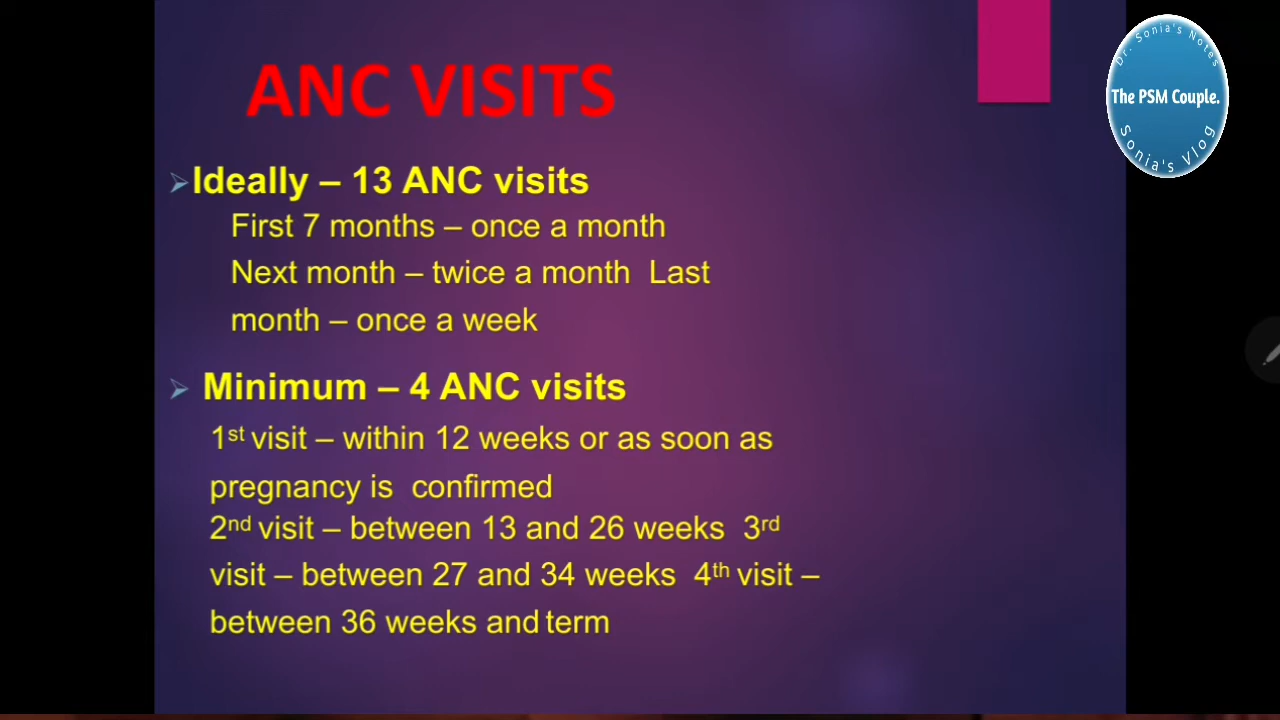 ANC VISITS
Dr. Sonia's Notes
The PSM Couple.
Sonia's Vlog
➢Ideally – 13 ANC visits
First 7 months – once a month
Next month – twice a month Last
month – once a week
➢ Minimum – 4 ANC visits
1st visit – within 12 weeks or as soon as
pregnancy is confirmed
2nd visit – between 13 and 26 weeks 3rd
visit – between 27 and 34 weeks 4th visit –
between 36 weeks and term